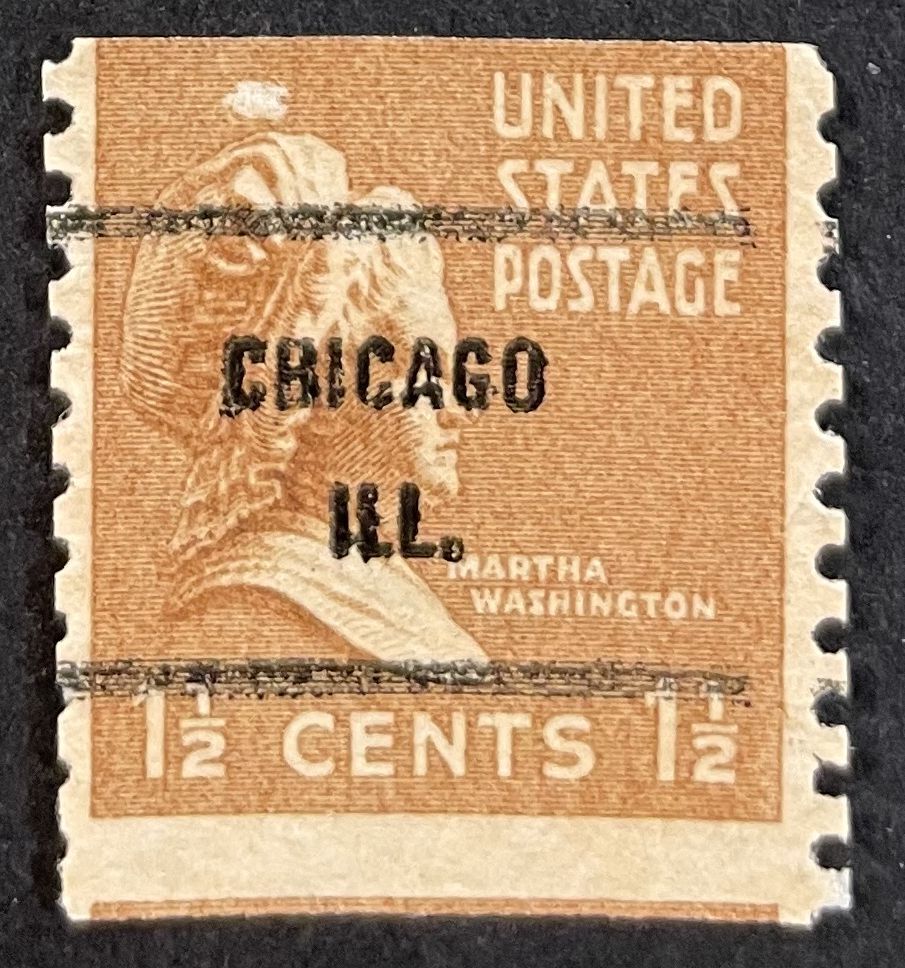 UNITED
STATES
POSTAGE
CHICAGO
ILL.
MARTHA
WASHINGTON
1½ CENTS 1½